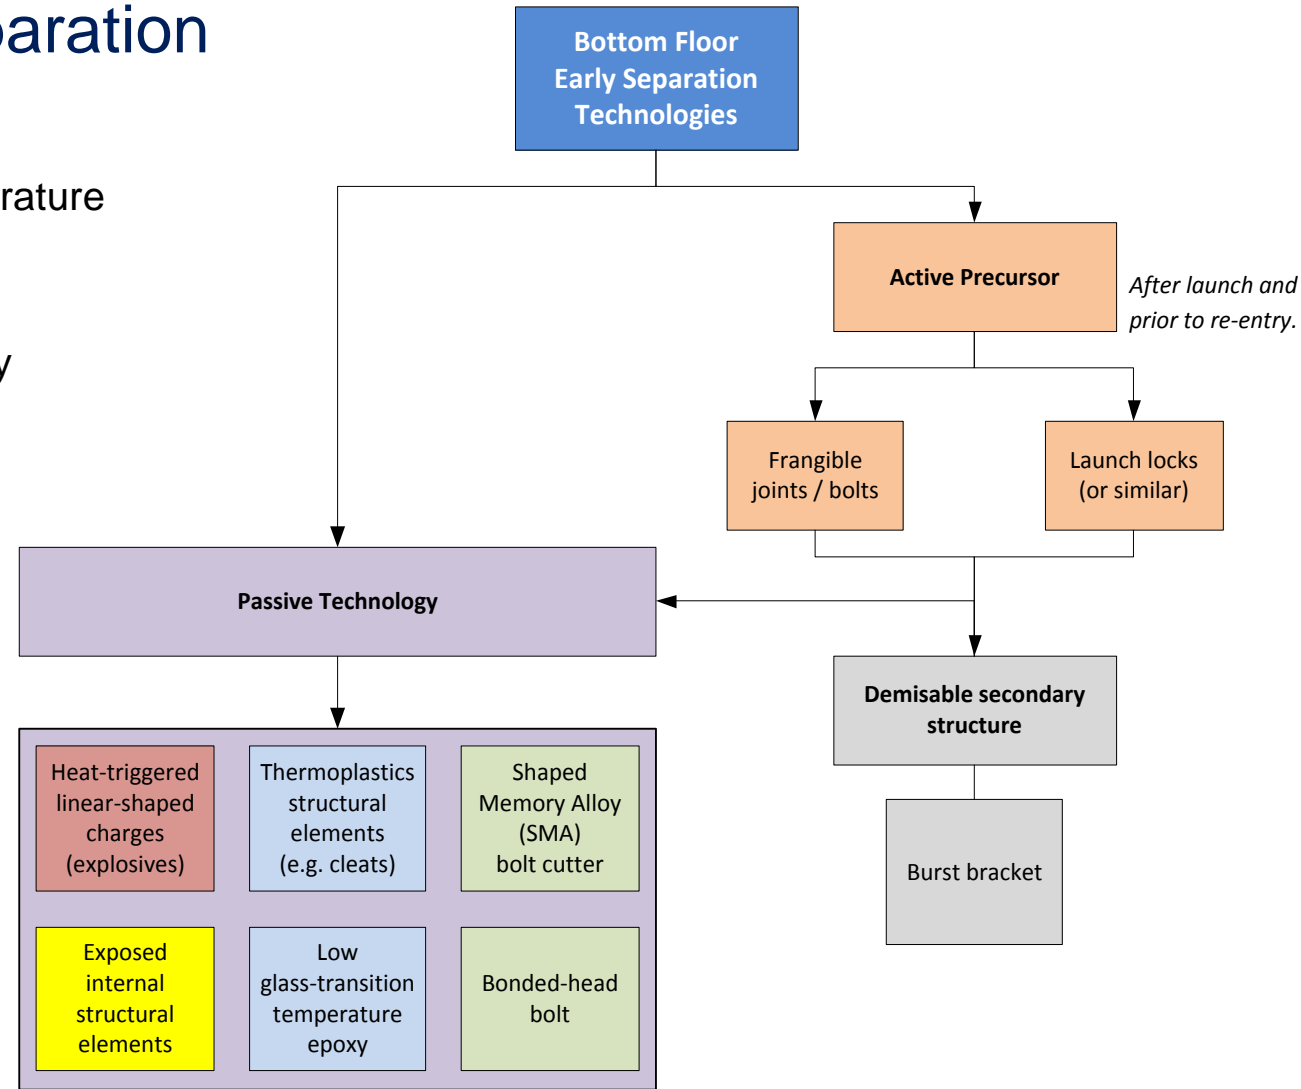 paration
rature
y
Bottom Floor
Early Separation
Technologies
Active Precursor
After launch and
prior to re-entry.
Frangible
joints / bolts
Launch locks
(or similar)
Passive Technology
Demisable secondary
structure
Burst bracket
Heat-triggered
linear-shaped
charges
(explosives)
Thermoplastics
structural
elements
(e.g. cleats)
Shaped
Memory Alloy
(SMA)
bolt cutter
Exposed
internal
structural
elements
Low
glass-transition
temperature
epoxy
Bonded-head
bolt